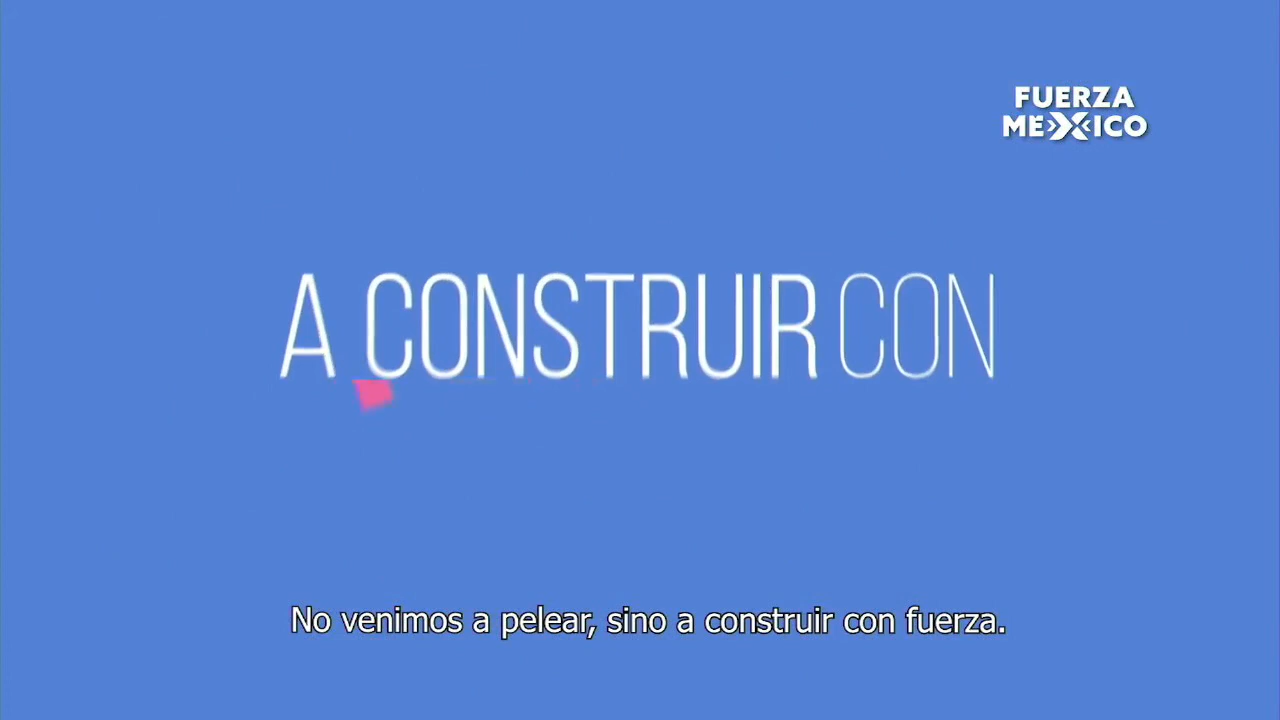 FUERZA
MEXICO
A CONSTRUIR CON
No venimos a pelear, sino a construir con fuerza.